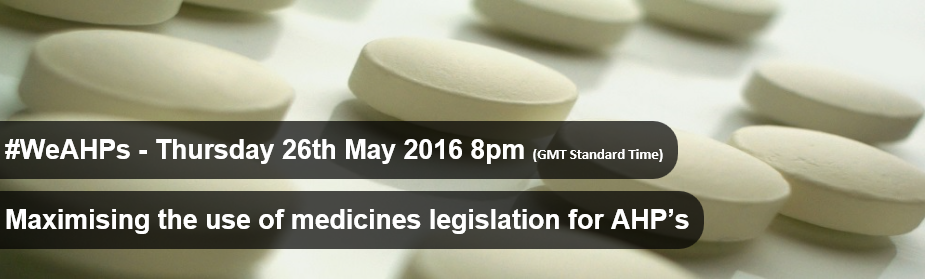 #WeAHPs - Thursday 26th May 2016 8pm (GMT Standard Time)
Maximising the use of medicines legislation for AHP’s